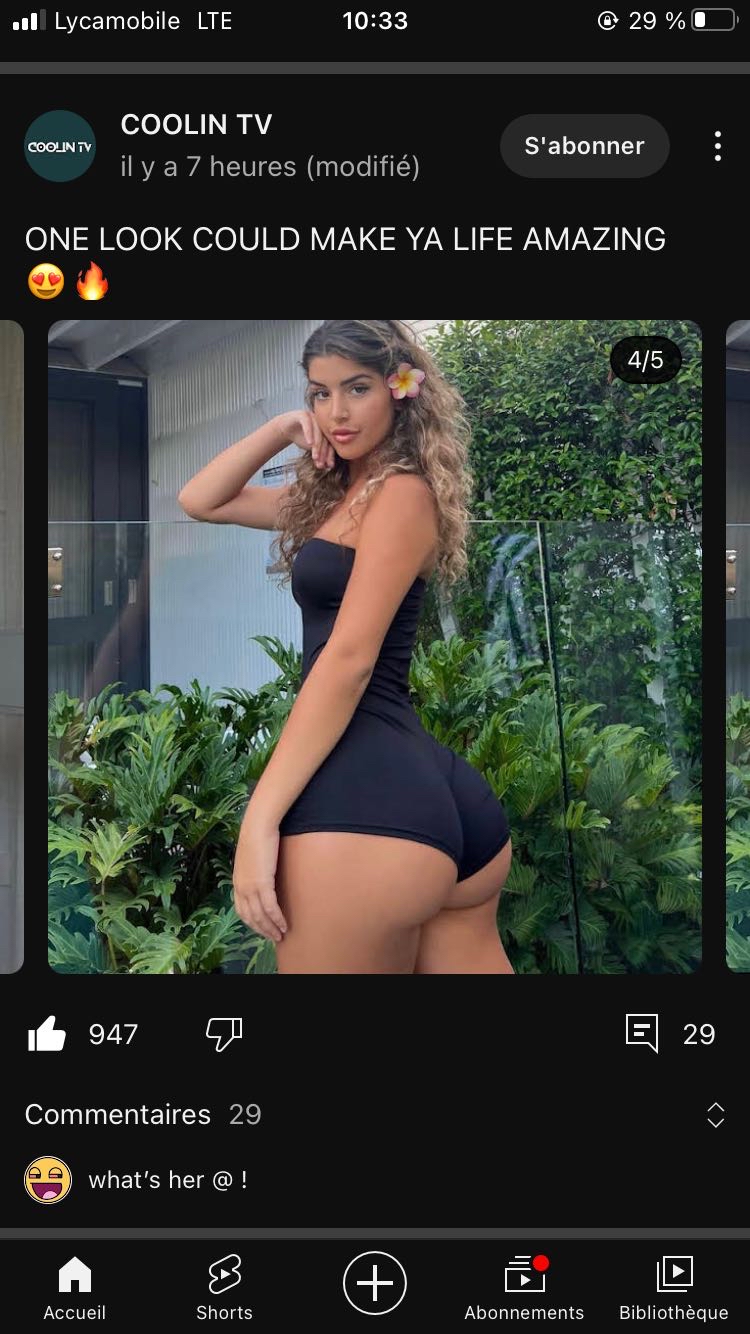 Lycamobile LTE 10:33 29 %
COOLIN TV
COOLIN TV
S'abonner
il y a 7 heures (modifié)
ONE LOOK COULD MAKE YA LIFE AMAZING
😍🔥
4/5
947 29
Commentaires 29
what's her @ !
Accueil Shorts Abonnements Bibliothèque